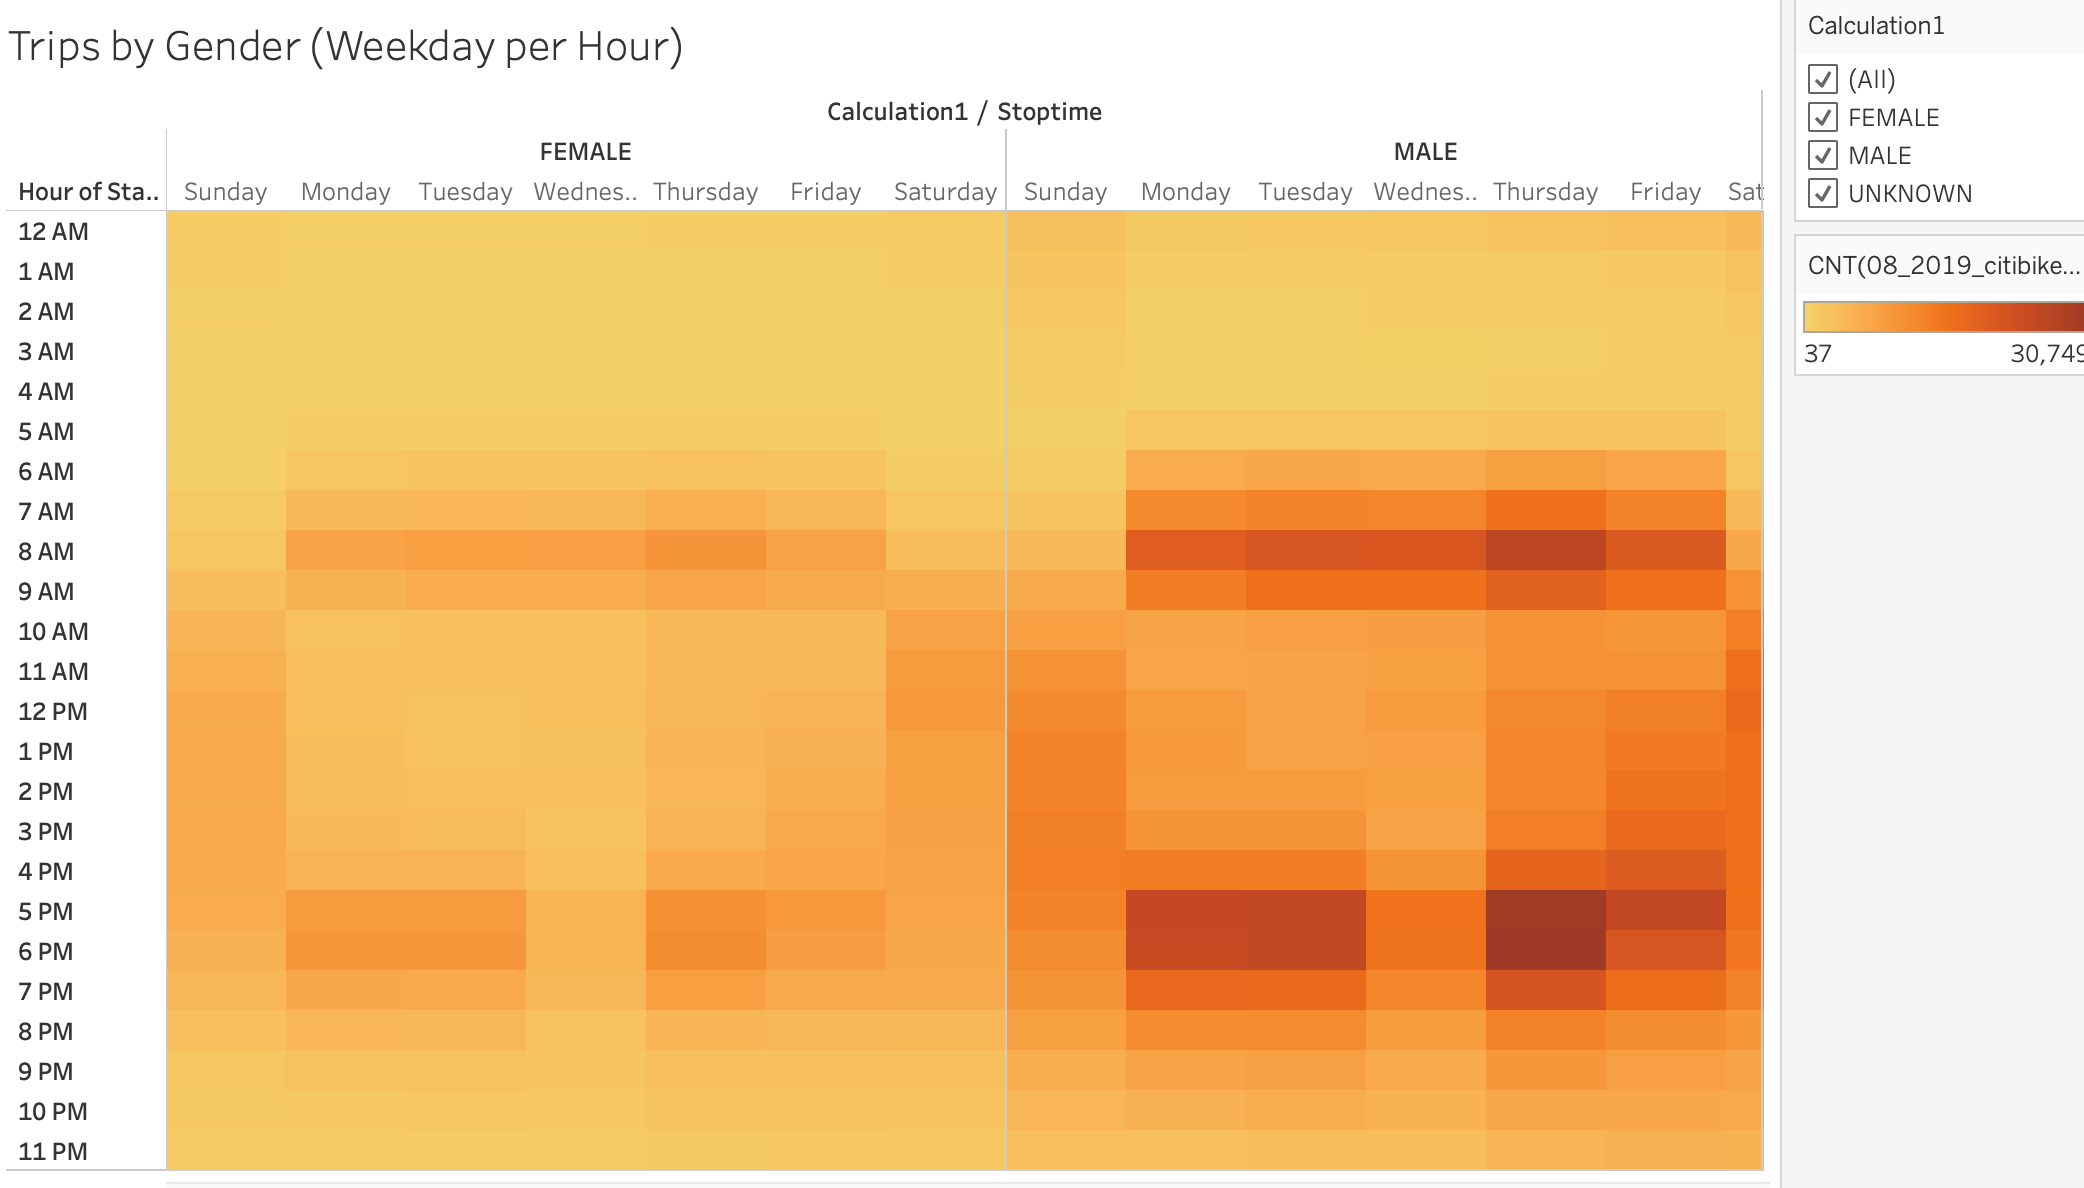 Trips by Gender (Weekday per Hour)
Calculation1 / Stoptime
FEMALE MALE
Hour of Sta.. Sunday Monday Tuesday Wednes.. Thursday Friday Saturday Sunday Monday Tuesday Wednes.. Thursday Friday Sat
12 AM
1 AM
2 AM
3 AM
4 AM
5 AM
6 AM
7 AM
8 AM
9 AM
10 AM
11 AM
12 PM
1 PM
2 PM
3 PM
4 PM
5 PM
6 PM
7 PM
8 PM
9 PM
10 PM
11 PM
Calculation1
(All)
FEMALE
MALE
UNKNOWN
CNT(08_2019_citibike...
37 30,749